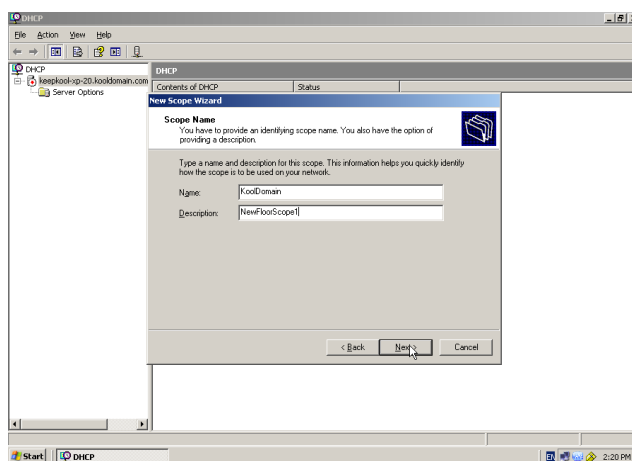 DHCP
File Action View Help
DHCP
keepkool-xp-20.kooldomain.com
Server Options
DHCP
Contents of DHCP Status
New Scope Wizard
Scope Name
You have to provide an identifying scope name. You also have the option of
providing a description.
Type a name and description for this scope. This information helps you quickly identify
how the scope is to be used on your network.
Name: KoolDomain
Description: NewFloorScope1
< Back Next > Cancel
Start DHCP EN 2:20 PM